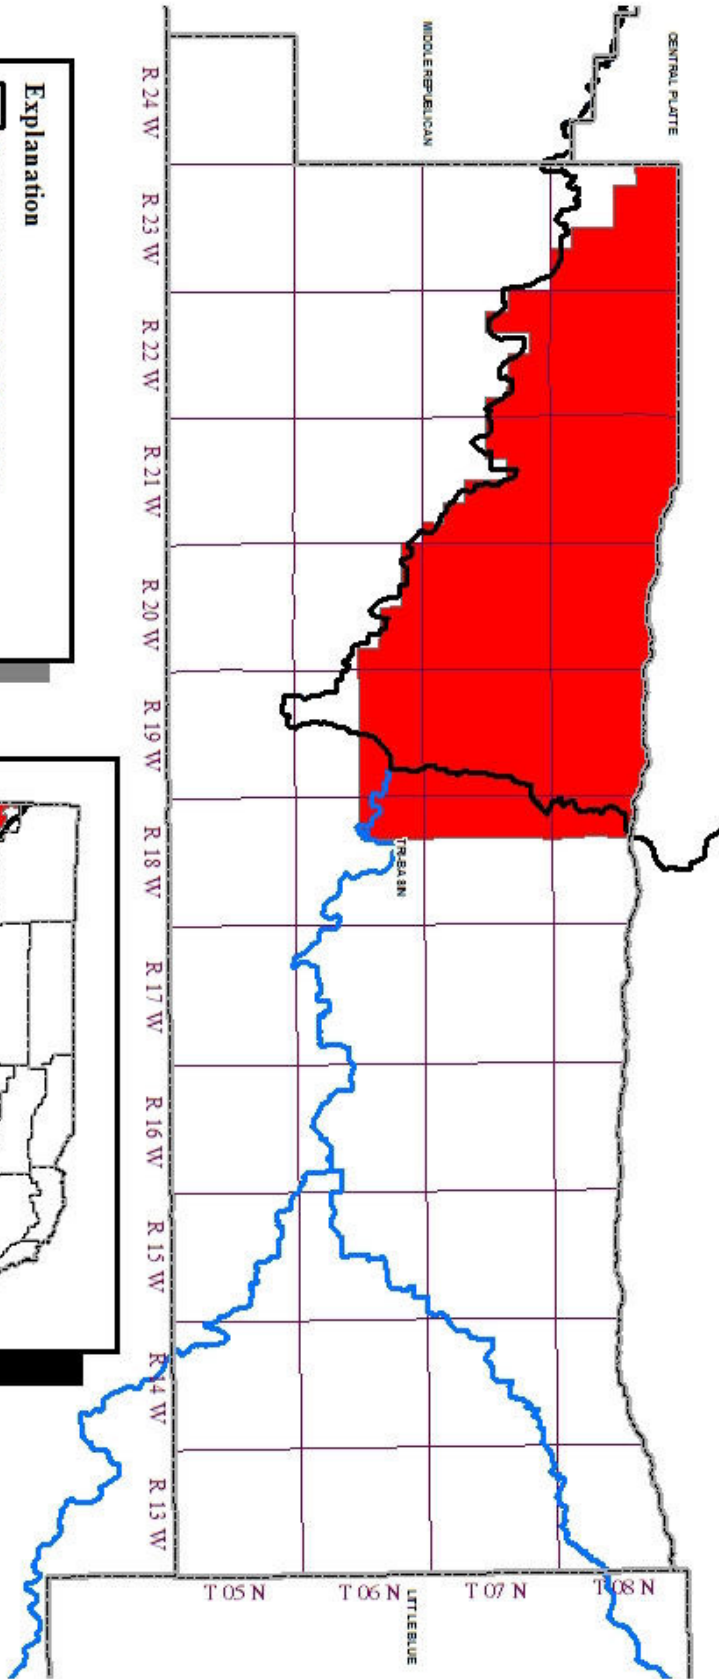 CENTRAL PLATTE
MIDDLE REPUBLICAN
TRI-BASIN
LITTLE BLUE
T 08 N
T 07 N
T 06 N
T 05 N
R 24 W
R 23 W
R 22 W
R 21 W
R 20 W
R 19 W
R 18 W
R 17 W
R 16 W
R 15 W
R 14 W
R 13 W
Explanation